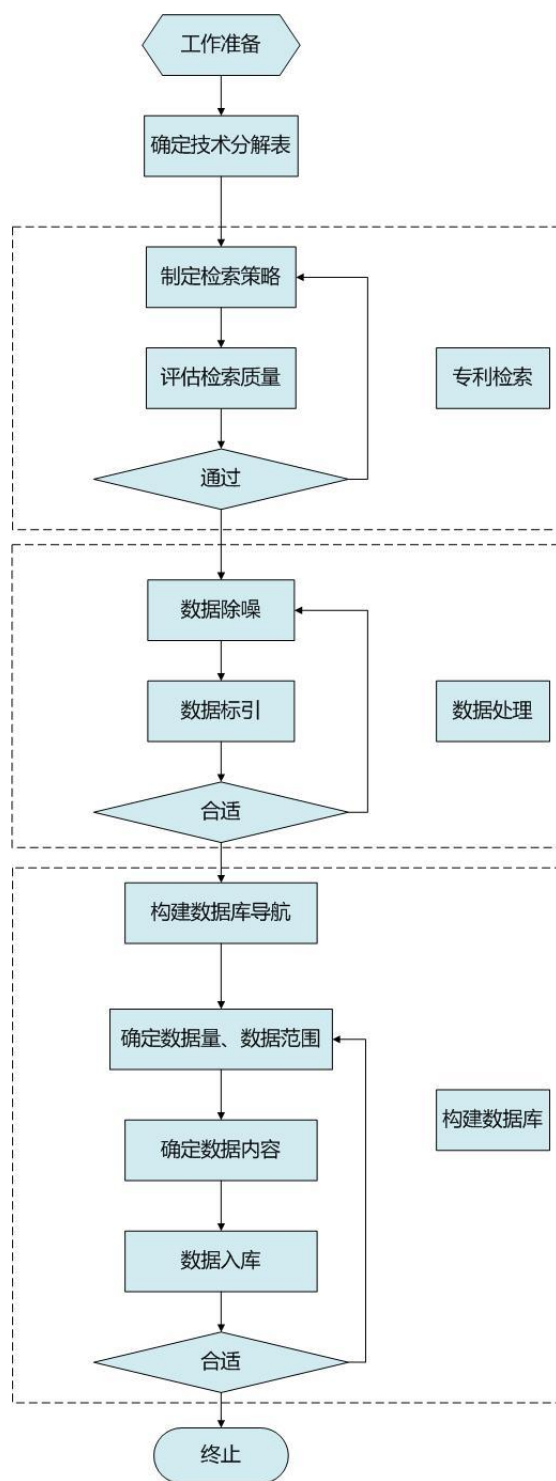 工作准备
确定技术分解表
制定检索策略
评估检索质量
专利检索
通过
数据除噪
数据标引
数据处理
合适
构建数据库导航
确定数据量、数据范围
构建数据库
确定数据内容
数据入库
合适
终止